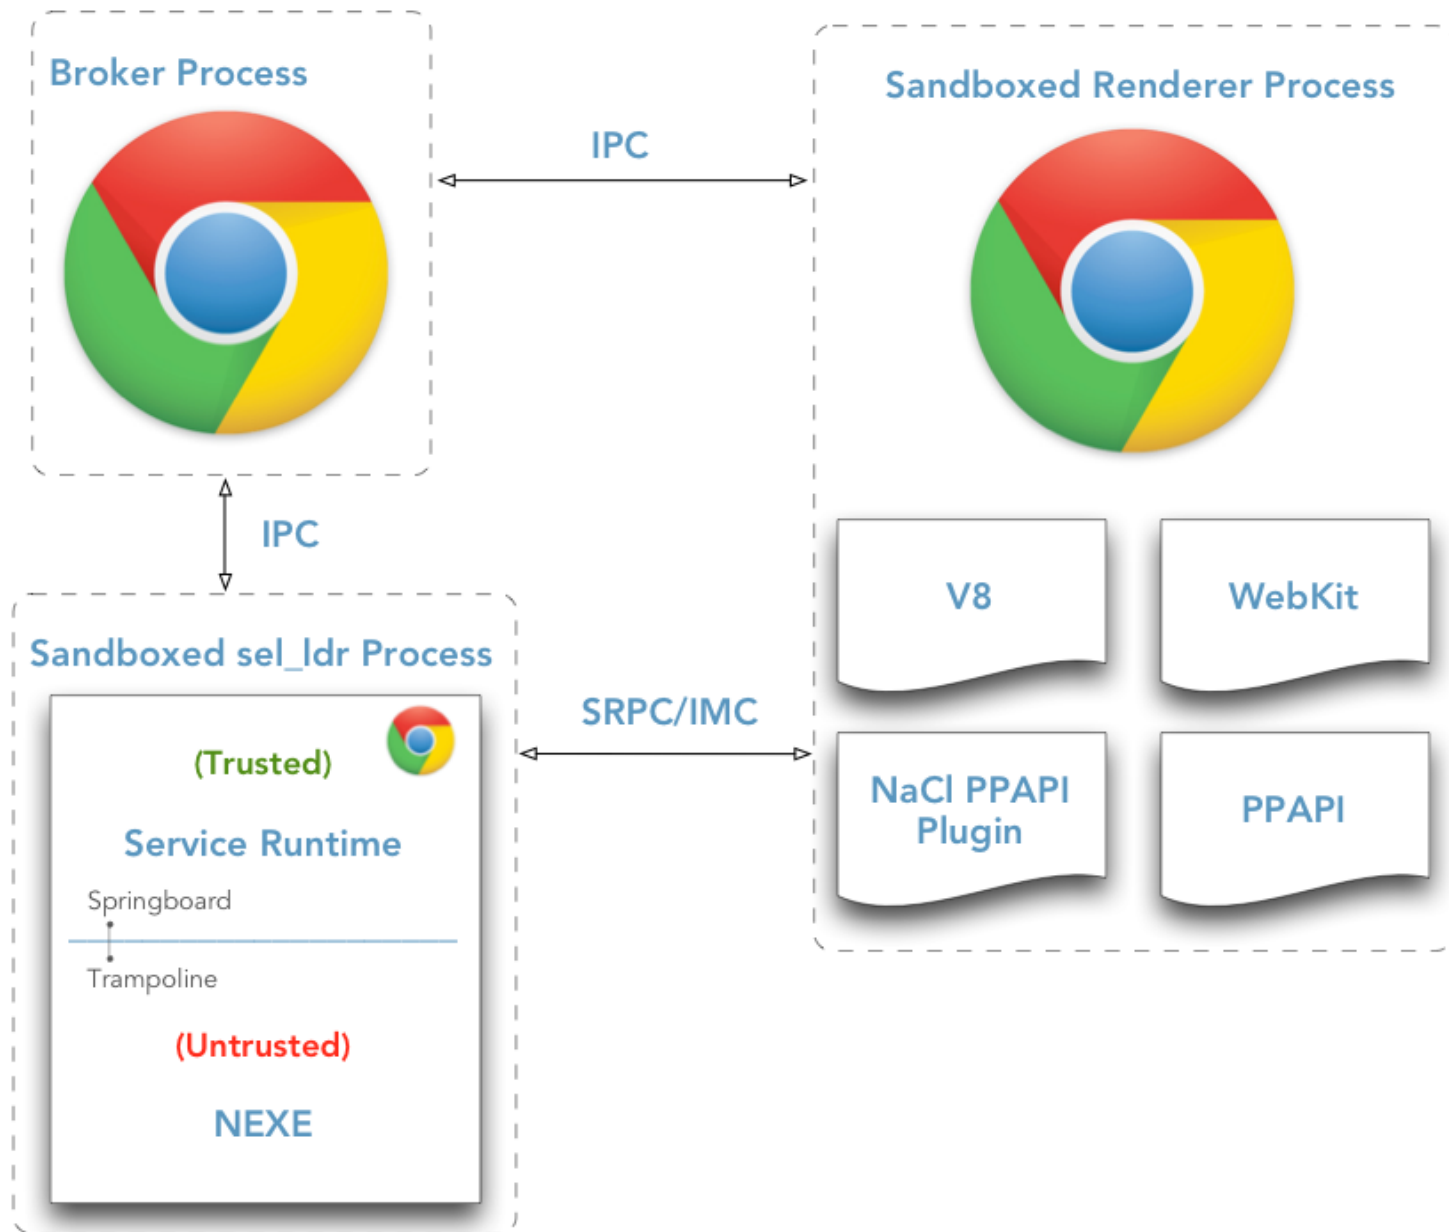 Broker Process
Sandboxed Renderer Process
IPC
IPC
V8
WebKit
Sandboxed sel_ldr Process
SRPC/IMC
(Trusted)
NaCl PPAPI
Plugin
PPAPI
Service Runtime
Springboard
Trampoline
(Untrusted)
NEXE